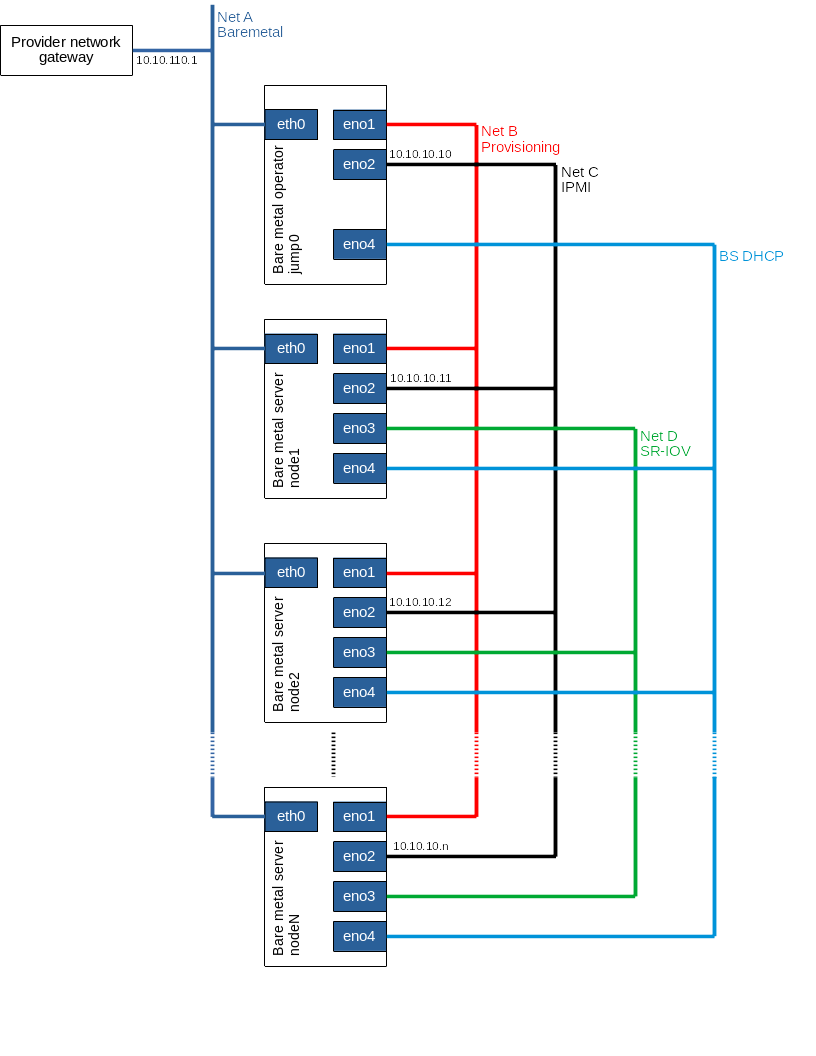 Net A
Baremetal
Provider network
gateway
10.10.110.1
eth0
eno1
Net B
Provisioning
eno2
10.10.10.10
Net C
IPMI
Bare metal operator
jump0
eno4
BS DHCP
eth0
eno1
eno2
10.10.10.11
eno3
Net D
SR-IOV
eno4
Bare metal server
node1
eth0
eno1
eno2
10.10.10.12
eno3
eno4
Bare metal server
node2
eth0
eno1
eno2
10.10.10.n
eno3
eno4
Bare metal server
nodeN